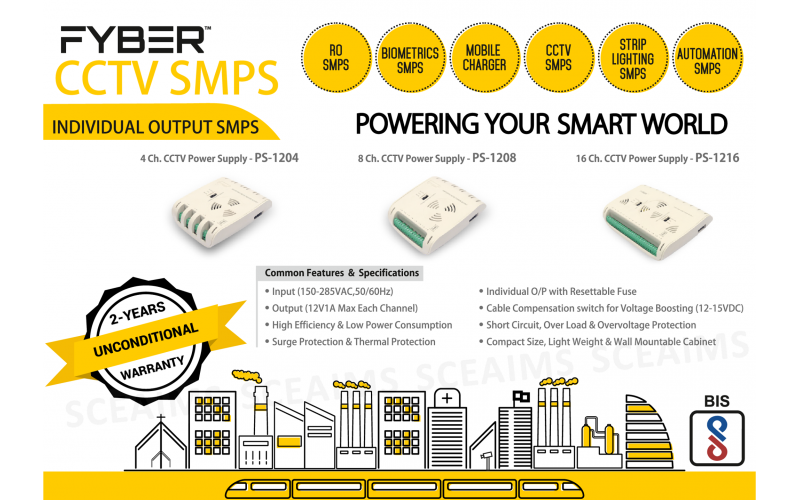 FYBER™
CCTV SMPS
RO
SMPS
BIOMETRICS
SMPS
MOBILE
CHARGER
CCTV
SMPS
STRIP
LIGHTING
SMPS
AUTOMATION
SMPS
INDIVIDUAL OUTPUT SMPS
POWERING YOUR SMART WORLD
4 Ch. CCTV Power Supply - PS-1204
8 Ch. CCTV Power Supply - PS-1208
16 Ch. CCTV Power Supply - PS-1216
Common Features & Specifications
• Input (150-285VAC,50/60Hz)
• Output (12V1A Max Each Channel)
• High Efficiency & Low Power Consumption
• Surge Protection & Thermal Protection
• Individual O/P with Resettable Fuse
• Cable Compensation switch for Voltage Boosting (12-15VDC)
• Short Circuit, Over Load & Overvoltage Protection
• Compact Size, Light Weight & Wall Mountable Cabinet
2-YEARS
UNCONDITIONAL
WARRANTY
SCEAIMS SCEAIMS SCEAIMS SCEAIMS
BIS